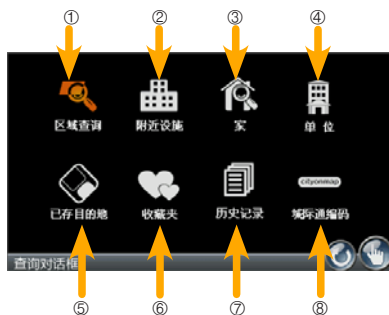 ① ② ③ ④
区域查询 附近设施 家 单 位
cityonmap
已存目的地 收藏夹 历史记录 城际通编码
查询对话框
⑤ ⑥ ⑦ ⑧